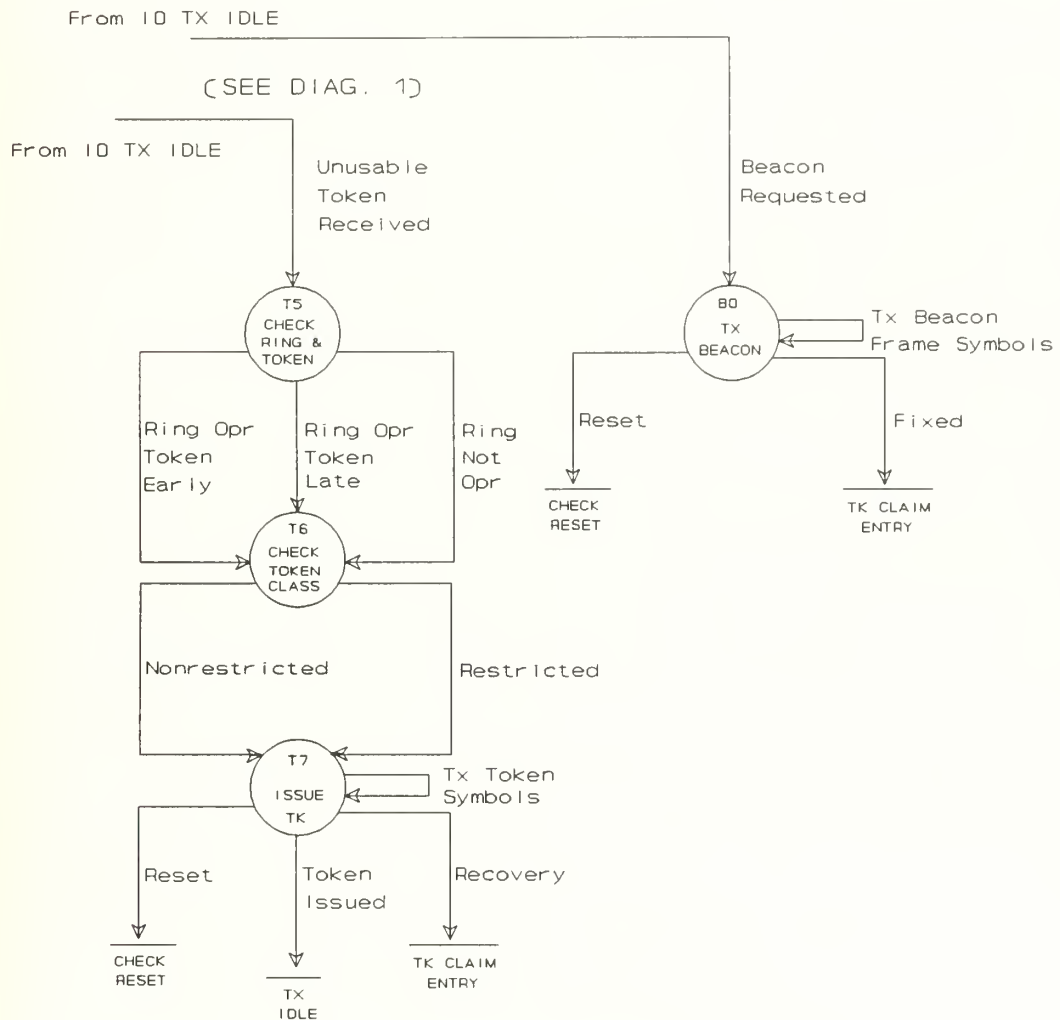 From I0 TX IDLE
(SEE DIAG. 1)
From I0 TX IDLE
Unusable
Token
Received
Beacon
Requested
T5
CHECK
RING &
TOKEN
B0
TX
BEACON
Tx Beacon
Frame Symbols
Ring Opr
Token
Early
Ring Opr
Token
Late
Ring
Not
Opr
Reset
Fixed
CHECK
RESET
TK CLAIM
ENTRY
T6
CHECK
TOKEN
CLASS
Nonrestricted
Restricted
T7
ISSUE
TK
Tx Token
Symbols
Reset
Token
Issued
Recovery
CHECK
RESET
TX
IDLE
TK CLAIM
ENTRY